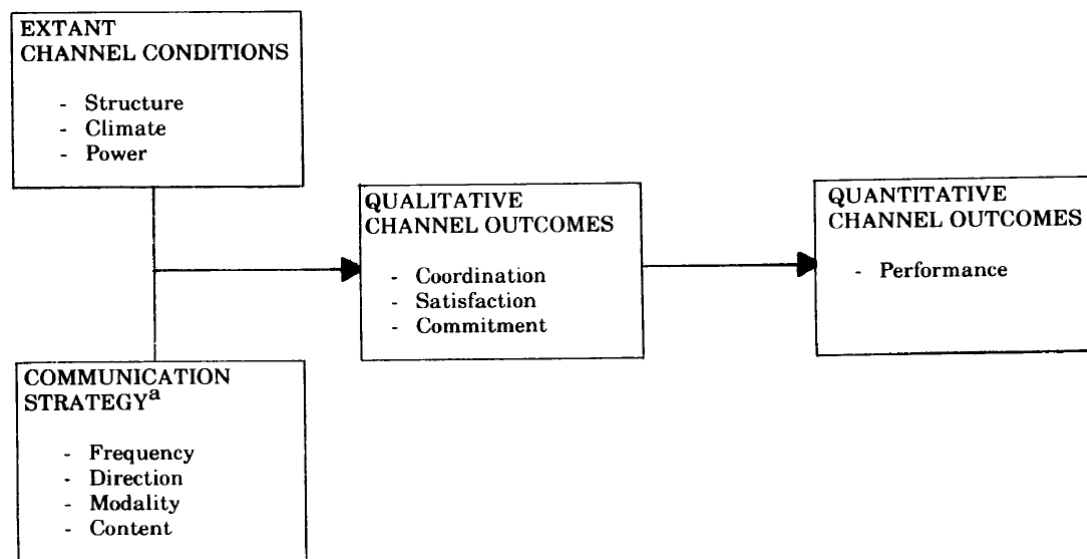 EXTANT
CHANNEL CONDITIONS
- Structure
- Climate
- Power
QUALITATIVE
CHANNEL OUTCOMES
- Coordination
- Satisfaction
- Commitment
QUANTITATIVE
CHANNEL OUTCOMES
- Performance
COMMUNICATION
STRATEGYa
- Frequency
- Direction
- Modality
- Content